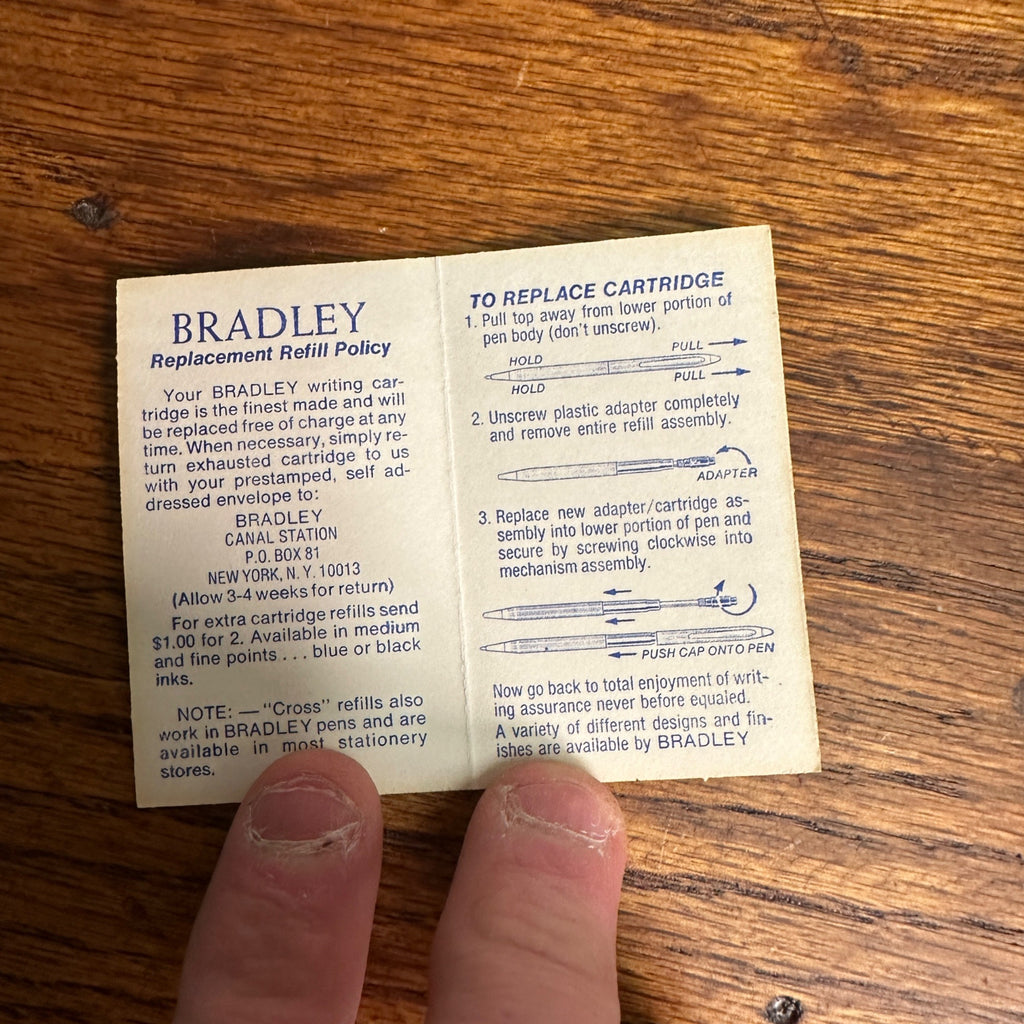 BRADLEY
Replacement Refill Policy
Your BRADLEY writing car-
tridge is the finest made and will
be replaced free of charge at any
time. When necessary, simply re-
turn exhausted cartridge to us
with your prestamped, self ad-
dressed envelope to:
BRADLEY
CANAL STATION
P.O. BOX 81
NEW YORK, N.Y. 10013
(Allow 3-4 weeks for return)
For extra cartridge refills send
$1.00 for 2. Available in medium
and fine points . . . blue or black
inks.
NOTE: — "Cross" refills also
work in BRADLEY pens and are
available in most stationery
stores.
TO REPLACE CARTRIDGE
1. Pull top away from lower portion of
pen body (don't unscrew).
HOLD PULL
HOLD PULL
2. Unscrew plastic adapter completely
and remove entire refill assembly.
ADAPTER
3. Replace new adapter/cartridge as-
sembly into lower portion of pen and
secure by screwing clockwise into
mechanism assembly.
PUSH CAP ONTO PEN
Now go back to total enjoyment of writ-
ing assurance never before equaled.
A variety of different designs and fin-
ishes are available by BRADLEY